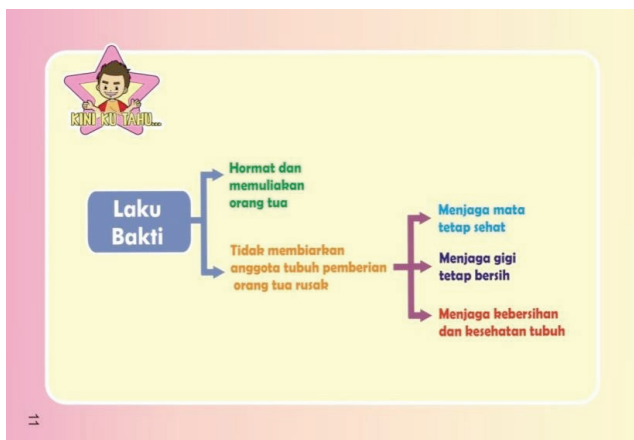 KINI KU TAHU...
Laku
Bakti
Hormat dan
memuliakan
orang tua
Tidak membiarkan
anggota tubuh pemberian
orang tua rusak
Menjaga mata
tetap sehat
Menjaga gigi
tetap bersih
Menjaga kebersihan
dan kesehatan tubuh
11